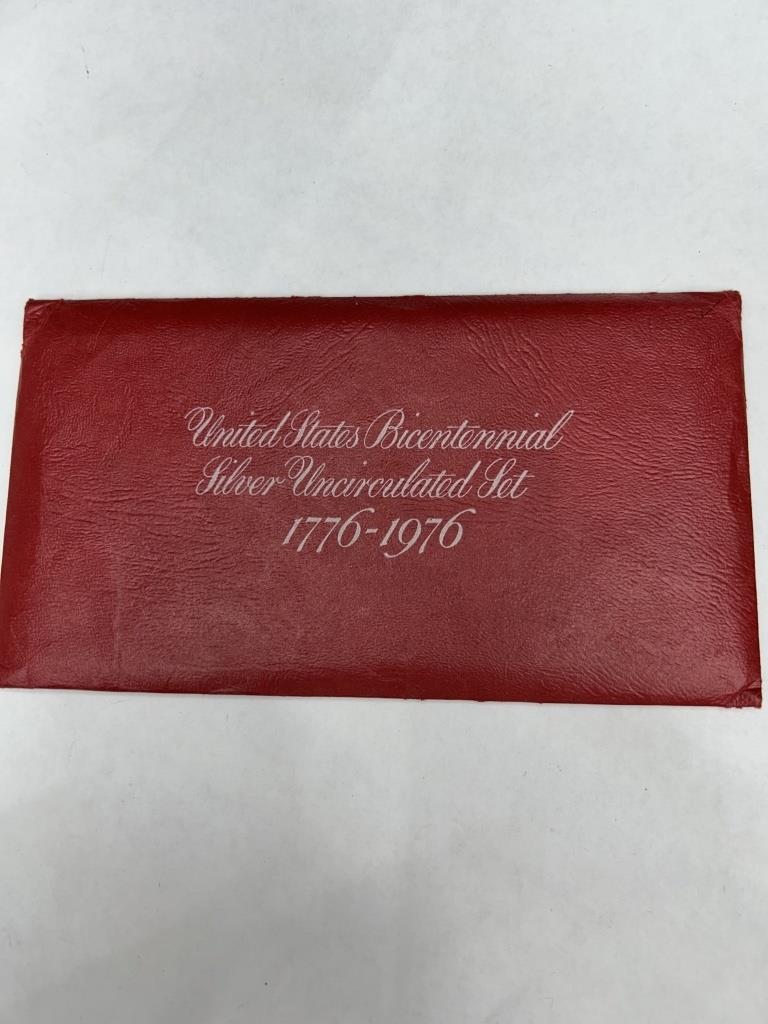 United States Bicentennial
Silver Uncirculated Set
1776-1976